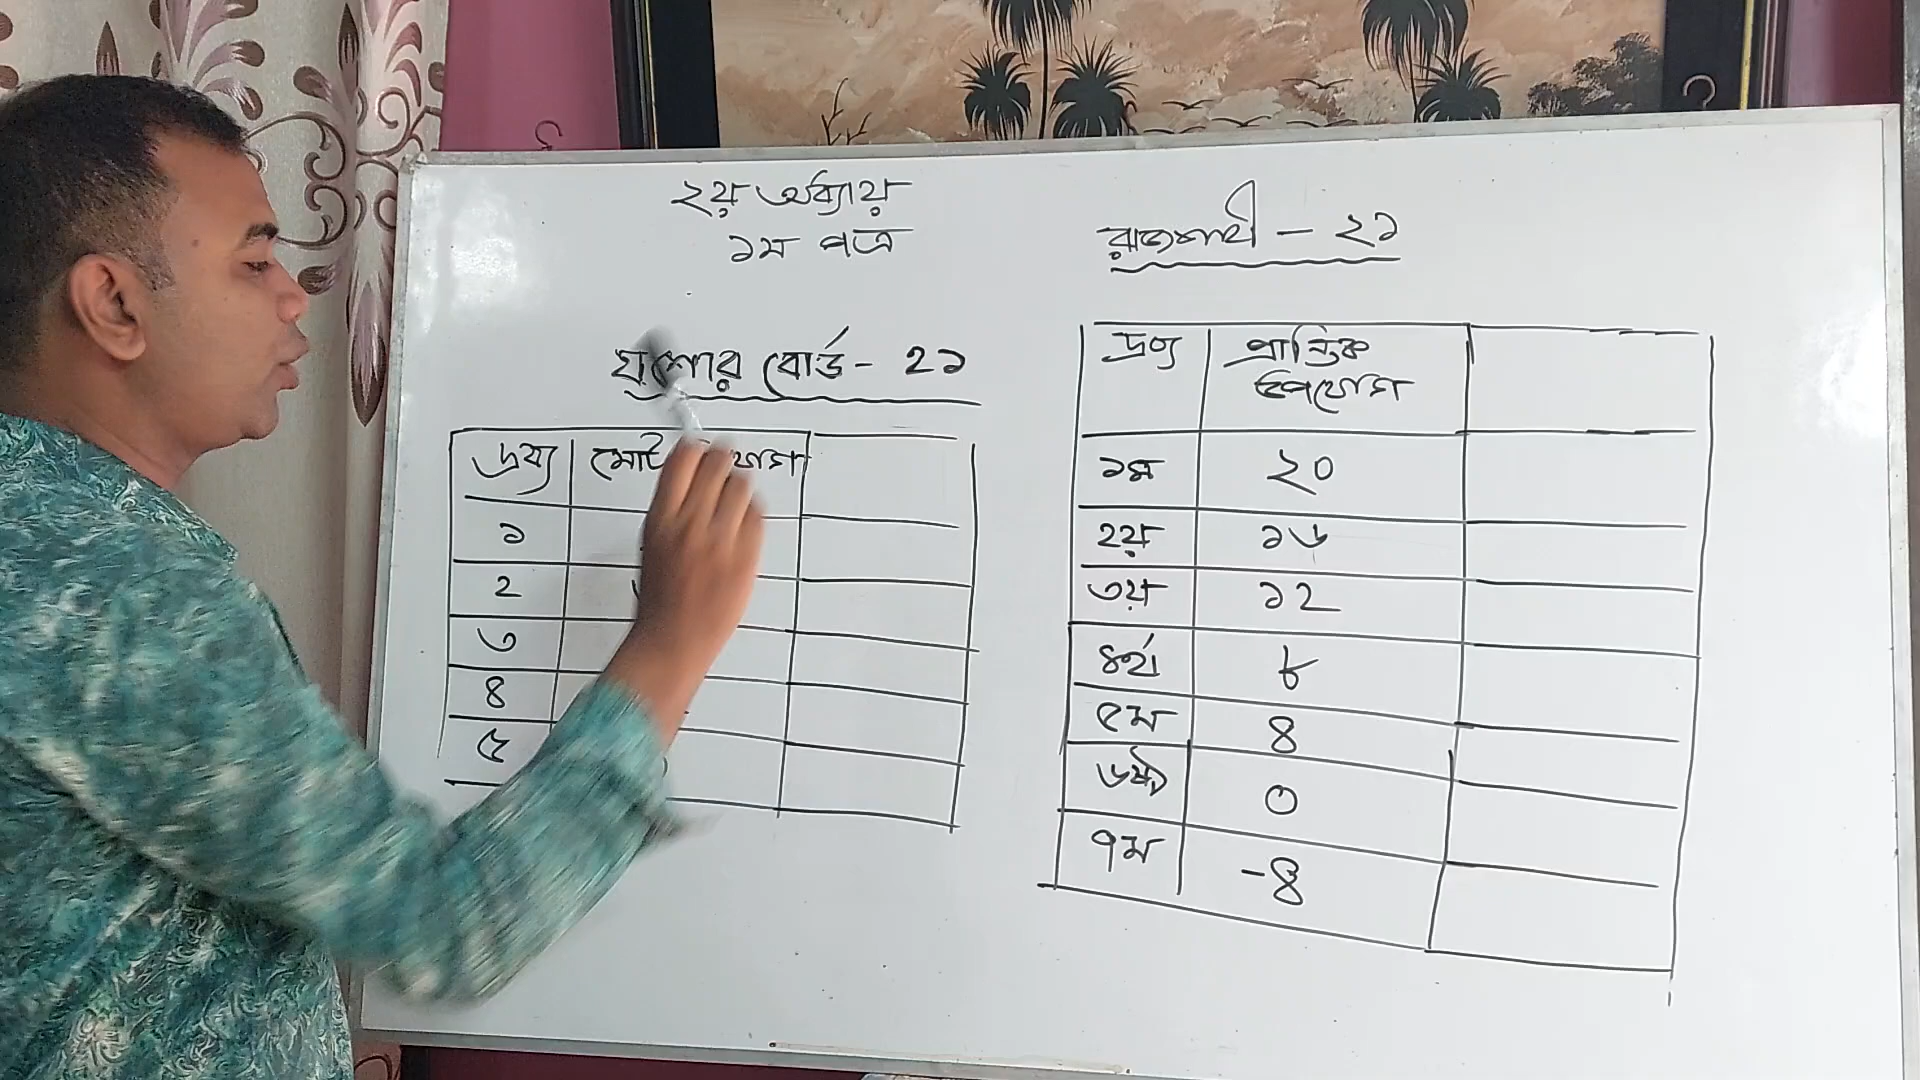 ২য় অধ্যায়
১ম পত্র
যশোর বোর্ড - ২১
দ্রব্য
১
২
৩
৪
৫
রাজশাহী - ২১
দ্রব্য প্রান্তিক উপযোগ
১ম ২০
২য় ১৬
৩য় ১২
৪র্থ ৮
৫ম ৪
৬ষ্ঠ ০
৭ম -৪